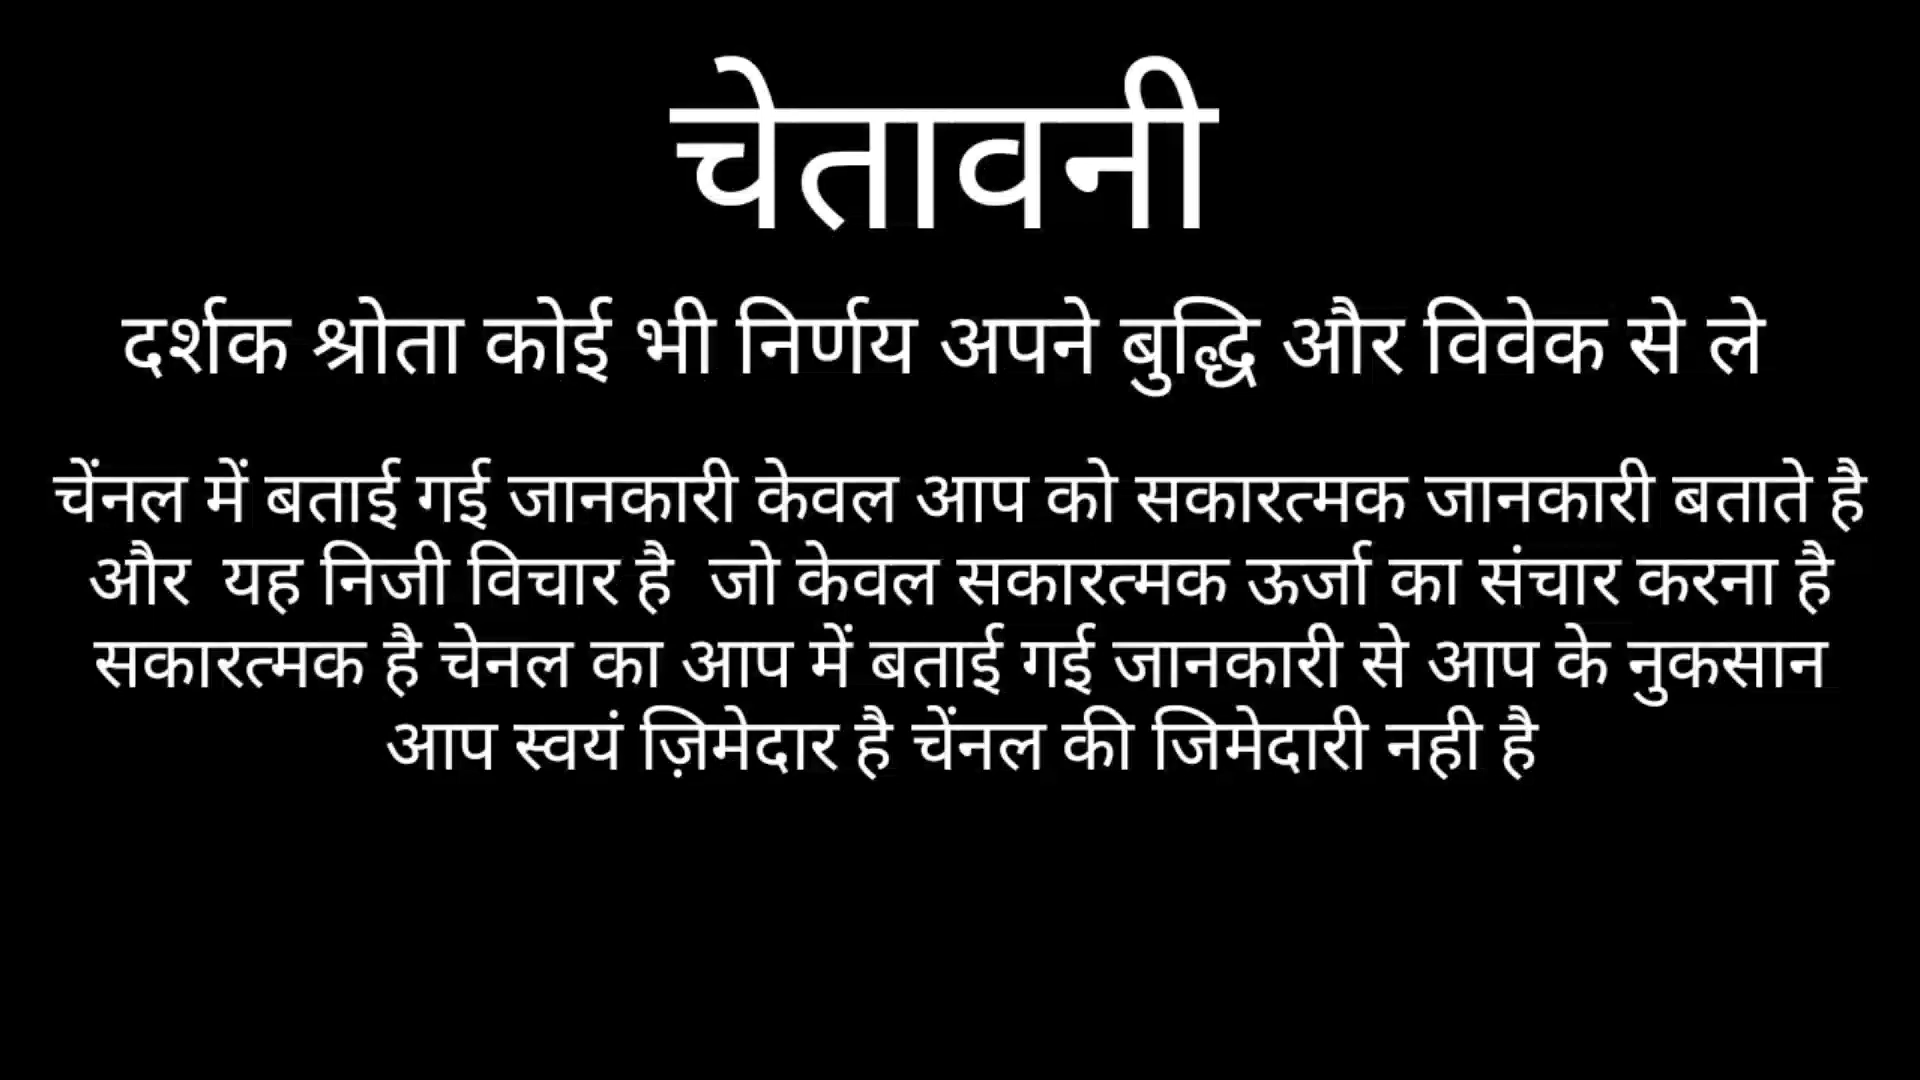 चेतावनी
दर्शक श्रोता कोई भी निर्णय अपने बुद्धि और विवेक से ले
चेंनल में बताई गई जानकारी केवल आप को सकारत्मक जानकारी बताते है
और यह निजी विचार है जो केवल सकारत्मक ऊर्जा का संचार करना है
सकारत्मक है चेनल का आप में बताई गई जानकारी से आप के नुकसान
आप स्वयं ज़िमेदार है चेंनल की जिमेदारी नही है